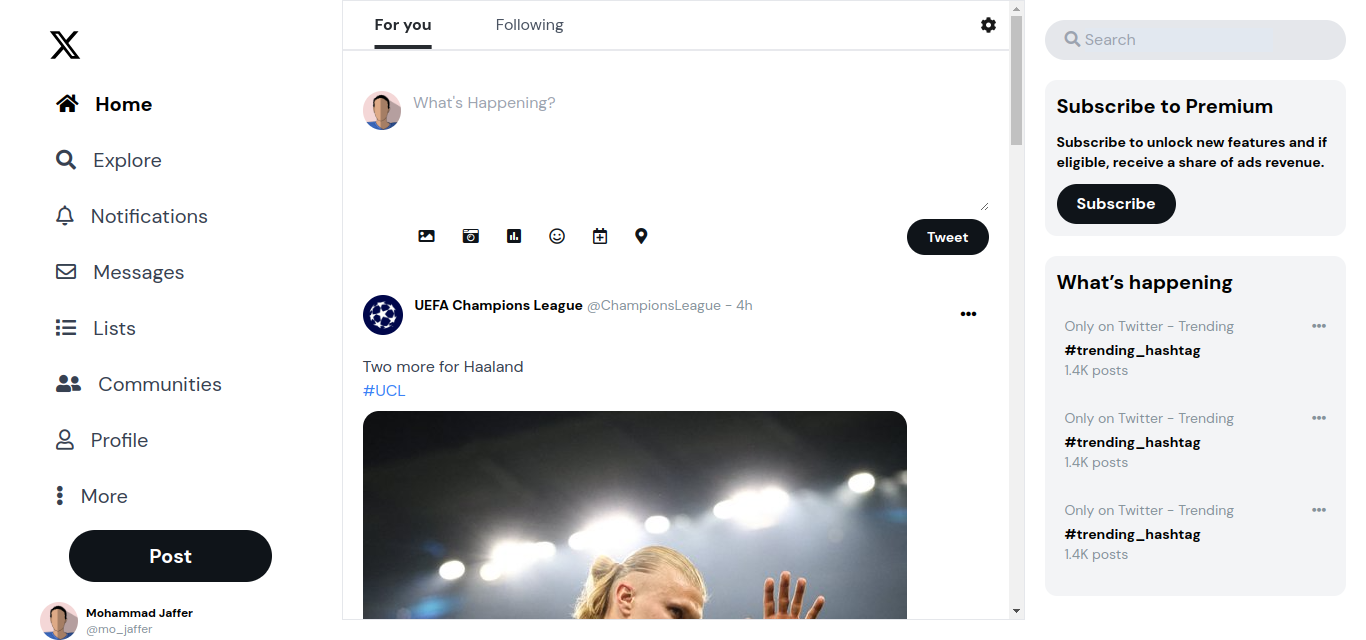 Home
Explore
Notifications
Messages
Lists
Communities
Profile
More
Post
Mohammad Jaffer
@mo_jaffer
For you
Following
What's Happening?
Tweet
UEFA Champions League @ChampionsLeague - 4h
Two more for Haaland
#UCL
Search
Subscribe to Premium
Subscribe to unlock new features and if
eligible, receive a share of ads revenue.
Subscribe
What's happening
Only on Twitter - Trending
#trending_hashtag
1.4K posts
Only on Twitter - Trending
#trending_hashtag
1.4K posts
Only on Twitter - Trending
#trending_hashtag
1.4K posts